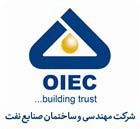 OIEC
...building trust
شرکت مهندسی و ساختمان صنایع نفت